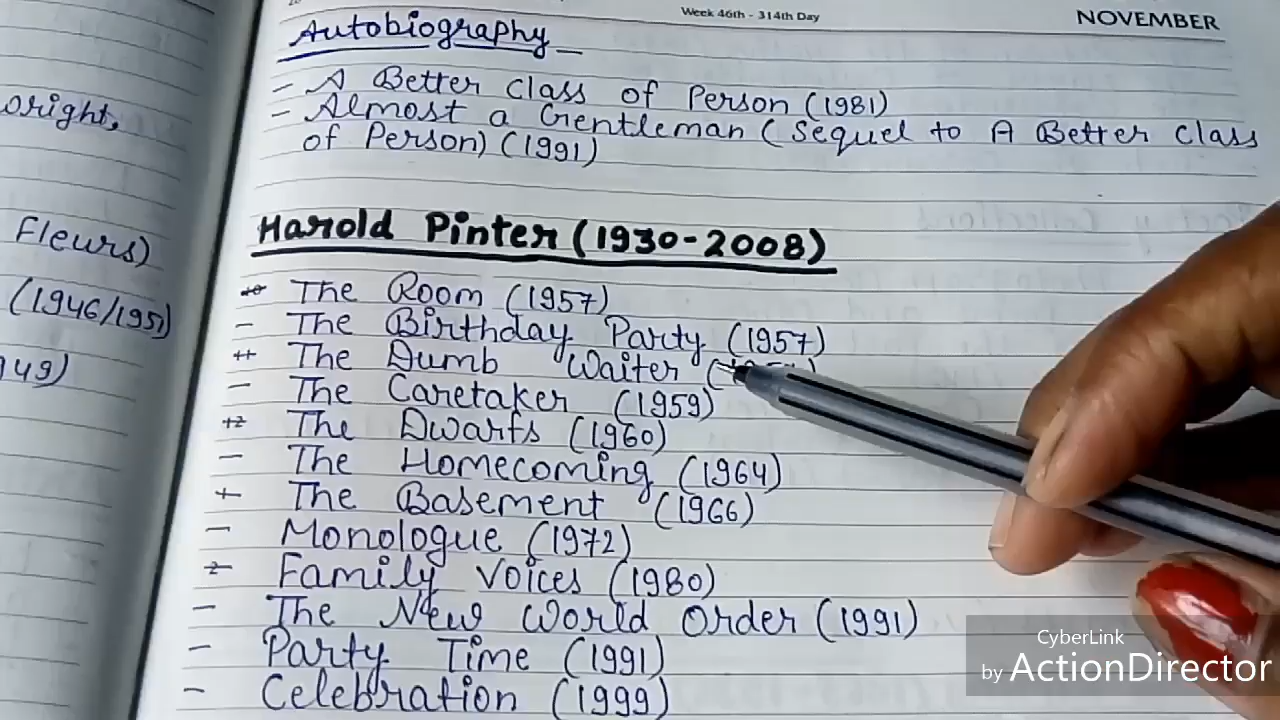 Week 46th - 314th Day
NOVEMBER
Autobiography
- A Better Class of Person (1981)
- Almost a Gentleman (Sequel to A Better Class
of Person) (1991)
oright,
Fleurs)
(1946/1951)
949)
Harold Pinter (1930-2008)
The Room (1957)
- The Birthday Party (1957)
The Dumb Waiter
- The Caretaker (1959)
The Dwarfs (1960)
- The Homecoming (1964)
The Basement (1966)
- Monologue (1972)
Family Voices (1980)
- The New World Order (1991)
- Party Time (1991)
- Celebration (1999)
CyberLink
by ActionDirector